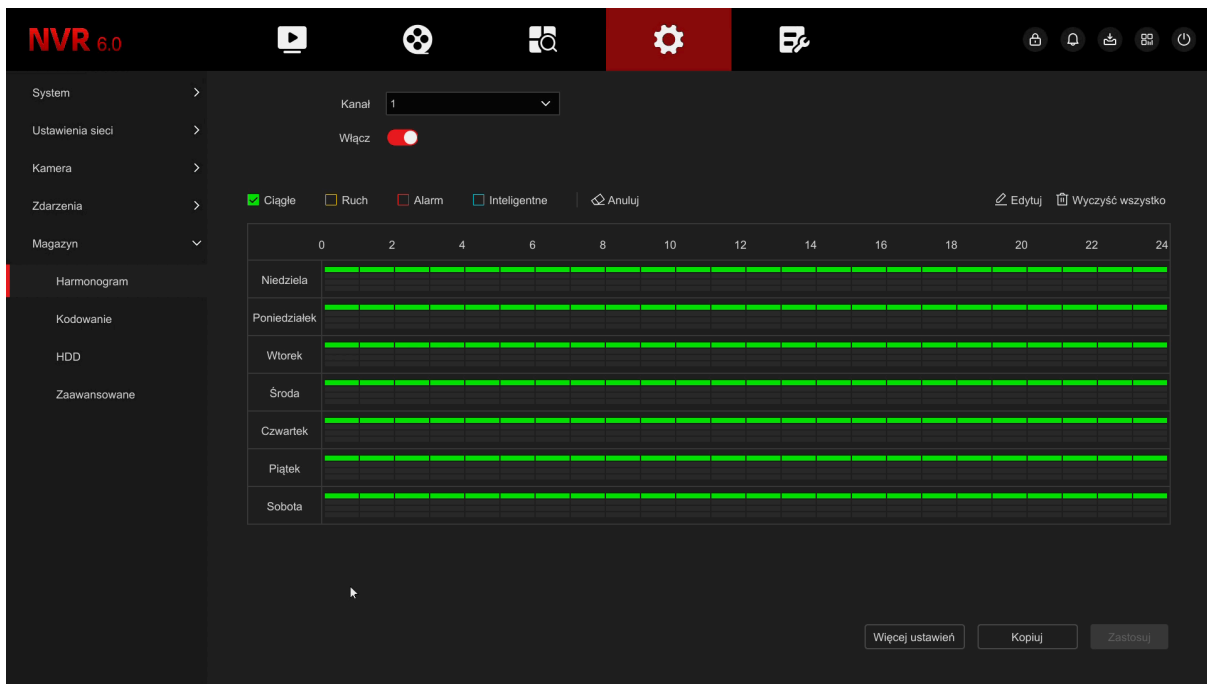 NVR 6.0
System
Ustawienia sieci
Kamera
Zdarzenia
Magazyn
Harmonogram
Kodowanie
HDD
Zaawansowane
Kanał 1
Włącz
Ciągłe Ruch Alarm Inteligentne Anuluj Edytuj Wyczyść wszystko
0 2 4 6 8 10 12 14 16 18 20 22 24
Niedziela
Poniedziałek
Wtorek
Środa
Czwartek
Piątek
Sobota
Więcej ustawień Kopiuj Zastosuj